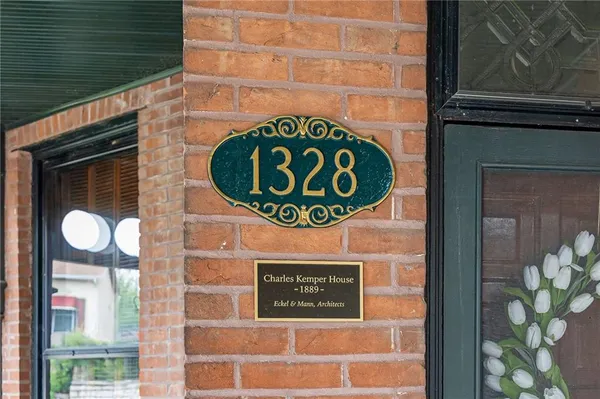 1328
Charles Kemper House
- 1889 -
Eckel & Mann, Architects